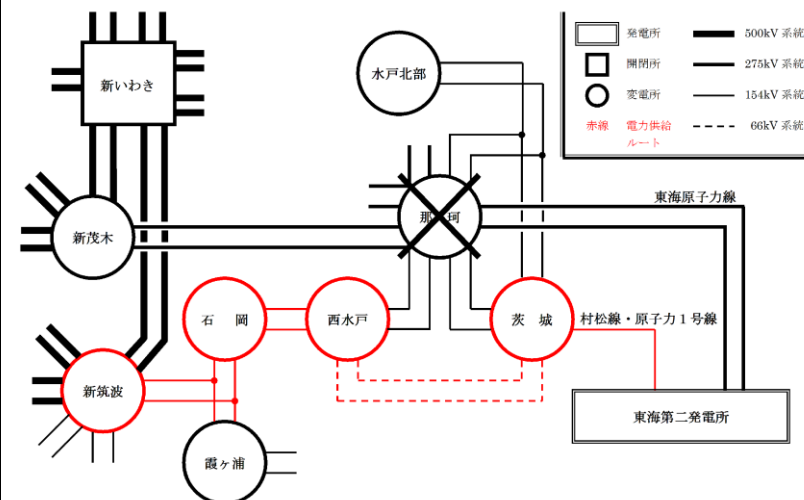 発電所
500kV 系統
開閉所
275kV 系統
変電所
154kV 系統
赤線
電力供給
ルート
66kV 系統
水戸北部
新いわき
東海原子力線
那 珂
新茂木
石 岡
西水戸
茨 城
村松線・原子力１号線
新筑波
東海第二発電所
霞ヶ浦